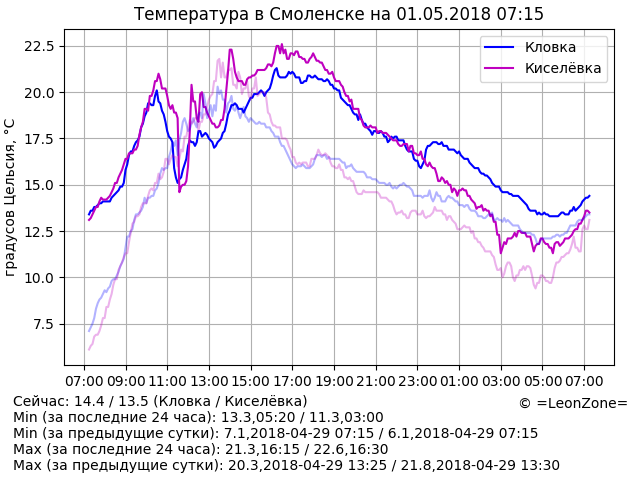 Температура в Смоленске на 01.05.2018 07:15
градусов Цельсия, °C
22.5
20.0
17.5
15.0
12.5
10.0
7.5
Кловка
Киселёвка
07:00 09:00 11:00 13:00 15:00 17:00 19:00 21:00 23:00 01:00 03:00 05:00 07:00
Сейчас: 14.4 / 13.5 (Кловка / Киселёвка)
© =LeonZone=
Min (за последние 24 часа): 13.3,05:20 / 11.3,03:00
Min (за предыдущие сутки): 7.1,2018-04-29 07:15 / 6.1,2018-04-29 07:15
Max (за последние 24 часа): 21.3,16:15 / 22.6,16:30
Max (за предыдущие сутки): 20.3,2018-04-29 13:25 / 21.8,2018-04-29 13:30